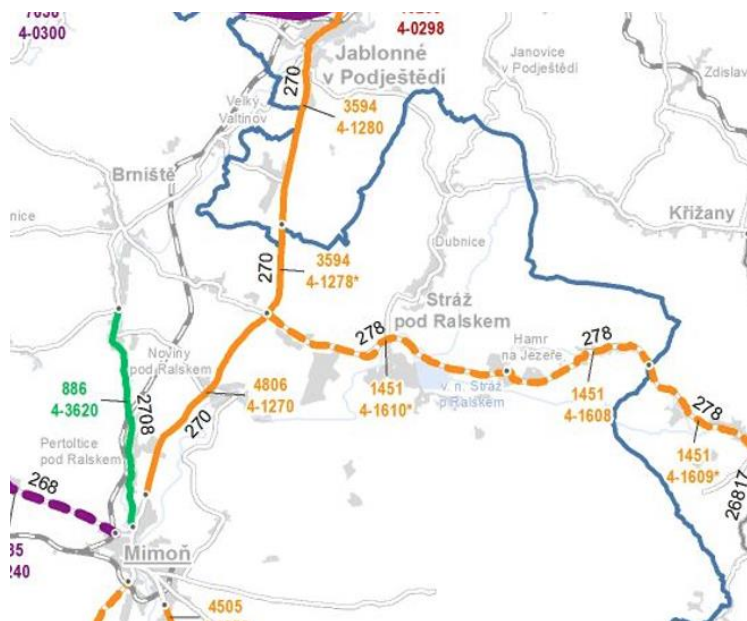 4-0300
4-0298
Jablonné
v Podještědí
Janovice
v Podještědí
Zdislav
270
Velký
Valtinov
3594
4-1280
Brniště
nice
Křižany
Dubnice
3594
4-1278*
270
Stráž
pod Ralskem
278
Hamr
na Jezeře
278
Noviny
pod Ralskem
4806
4-1270
270
1451
4-1610*
v. n. Stráž
p.Ralskem
1451
4-1608
278
886
4-3620
2708
1451
4-1609*
Pertoltice
pod Ralskem
268
26817
35
240
Mimoň
4505